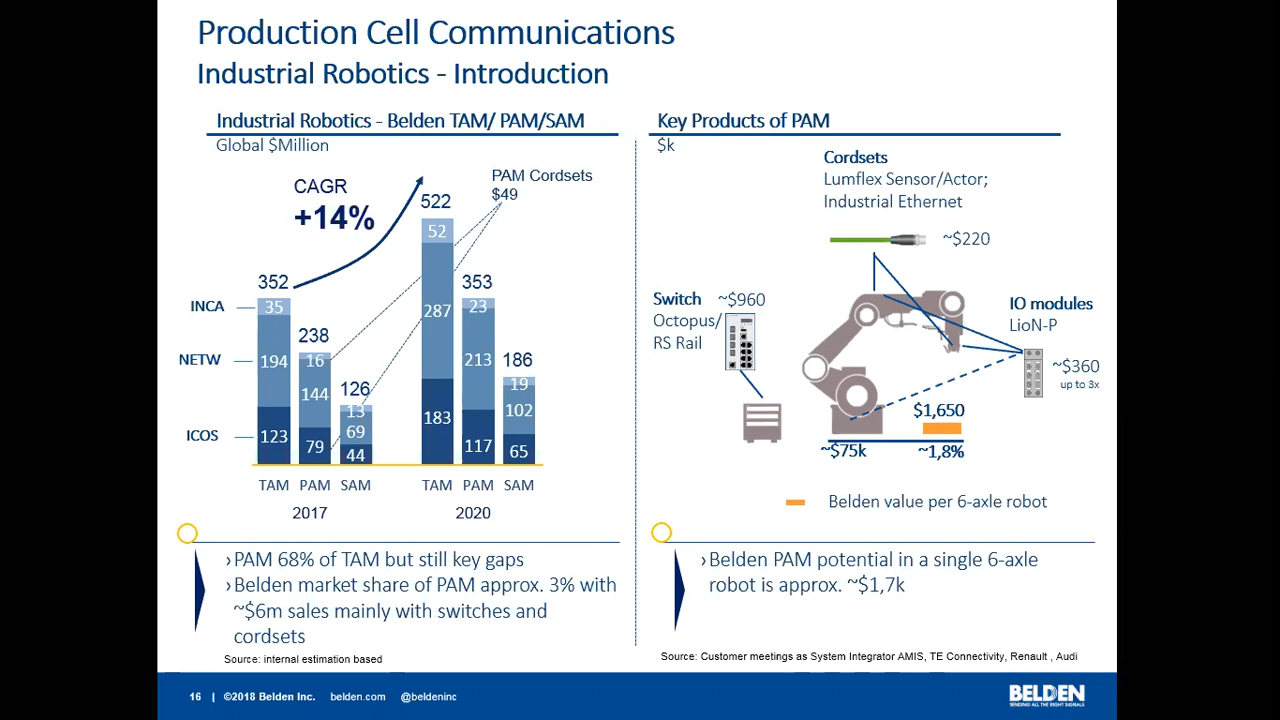 Production Cell Communications
Industrial Robotics - Introduction
Industrial Robotics - Belden TAM/ PAM/SAM
Global $Million
CAGR
+14%
PAM Cordsets
$49
522
52
352
353
INCA
35
287
23
238
NETW
194
16
213
186
126
144
19
13
183
102
69
ICOS
123
79
44
117
65
TAM PAM SAM TAM PAM SAM
2017 2020
›PAM 68% of TAM but still key gaps
›Belden market share of PAM approx. 3% with
~$6m sales mainly with switches and
cordsets
Source: internal estimation based
Key Products of PAM
$k
Cordsets
Lumflex Sensor/Actor;
Industrial Ethernet
~$220
Switch ~$960
Octopus/
RS Rail
IO modules
LioN-P
~$360
up to 3x
$1,650
~$75k ~1,8%
Belden value per 6-axle robot
›Belden PAM potential in a single 6-axle
robot is approx. ~$1,7k
Source: Customer meetings as System Integrator AMIS, TE Connectivity, Renault , Audi
16 | ©2018 Belden Inc. belden.com @beldeninc
BELDEN
SENDING ALL THE RIGHT SIGNALS